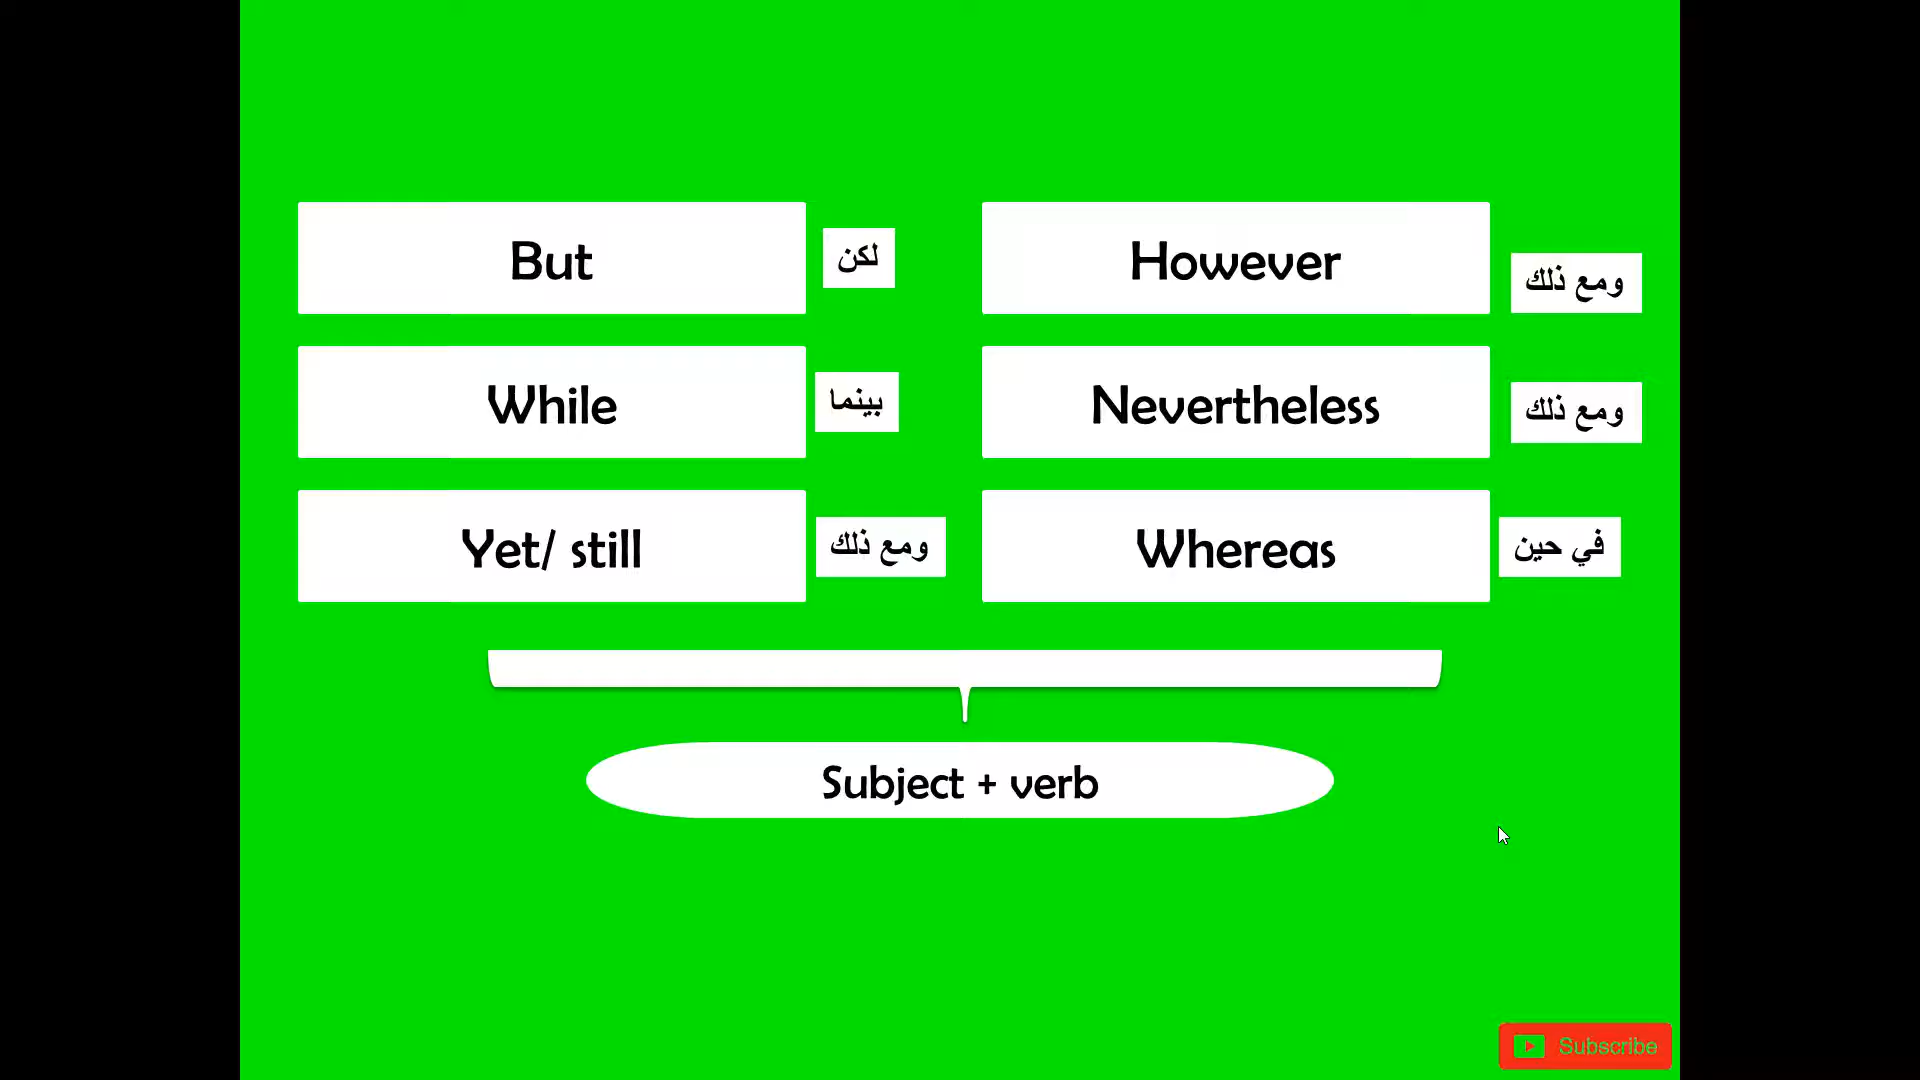 But
لكن
However
ومع ذلك
While
بينما
Nevertheless
ومع ذلك
Yet/ still
ومع ذلك
Whereas
في حين
Subject + verb
Subscribe